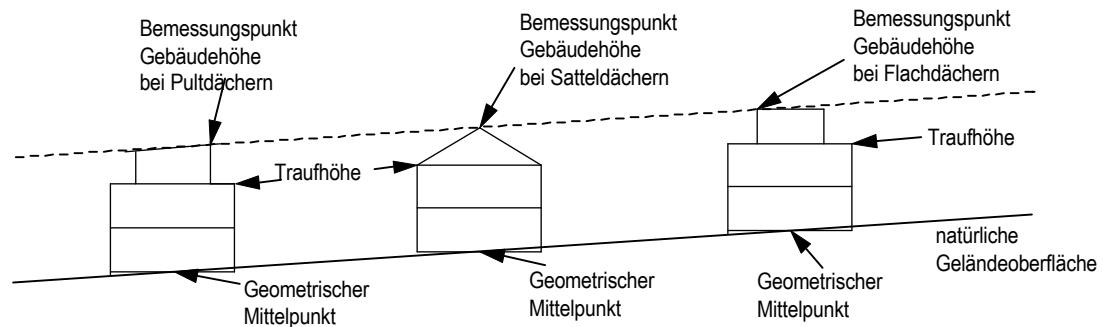 Bemessungspunkt
Gebäudehöhe
bei Pultdächern
Bemessungspunkt
Gebäudehöhe
bei Satteldächern
Bemessungspunkt
Gebäudehöhe
bei Flachdächern
Traufhöhe
Traufhöhe
natürliche
Geländeoberfläche
Geometrischer
Mittelpunkt
Geometrischer
Mittelpunkt
Geometrischer
Mittelpunkt